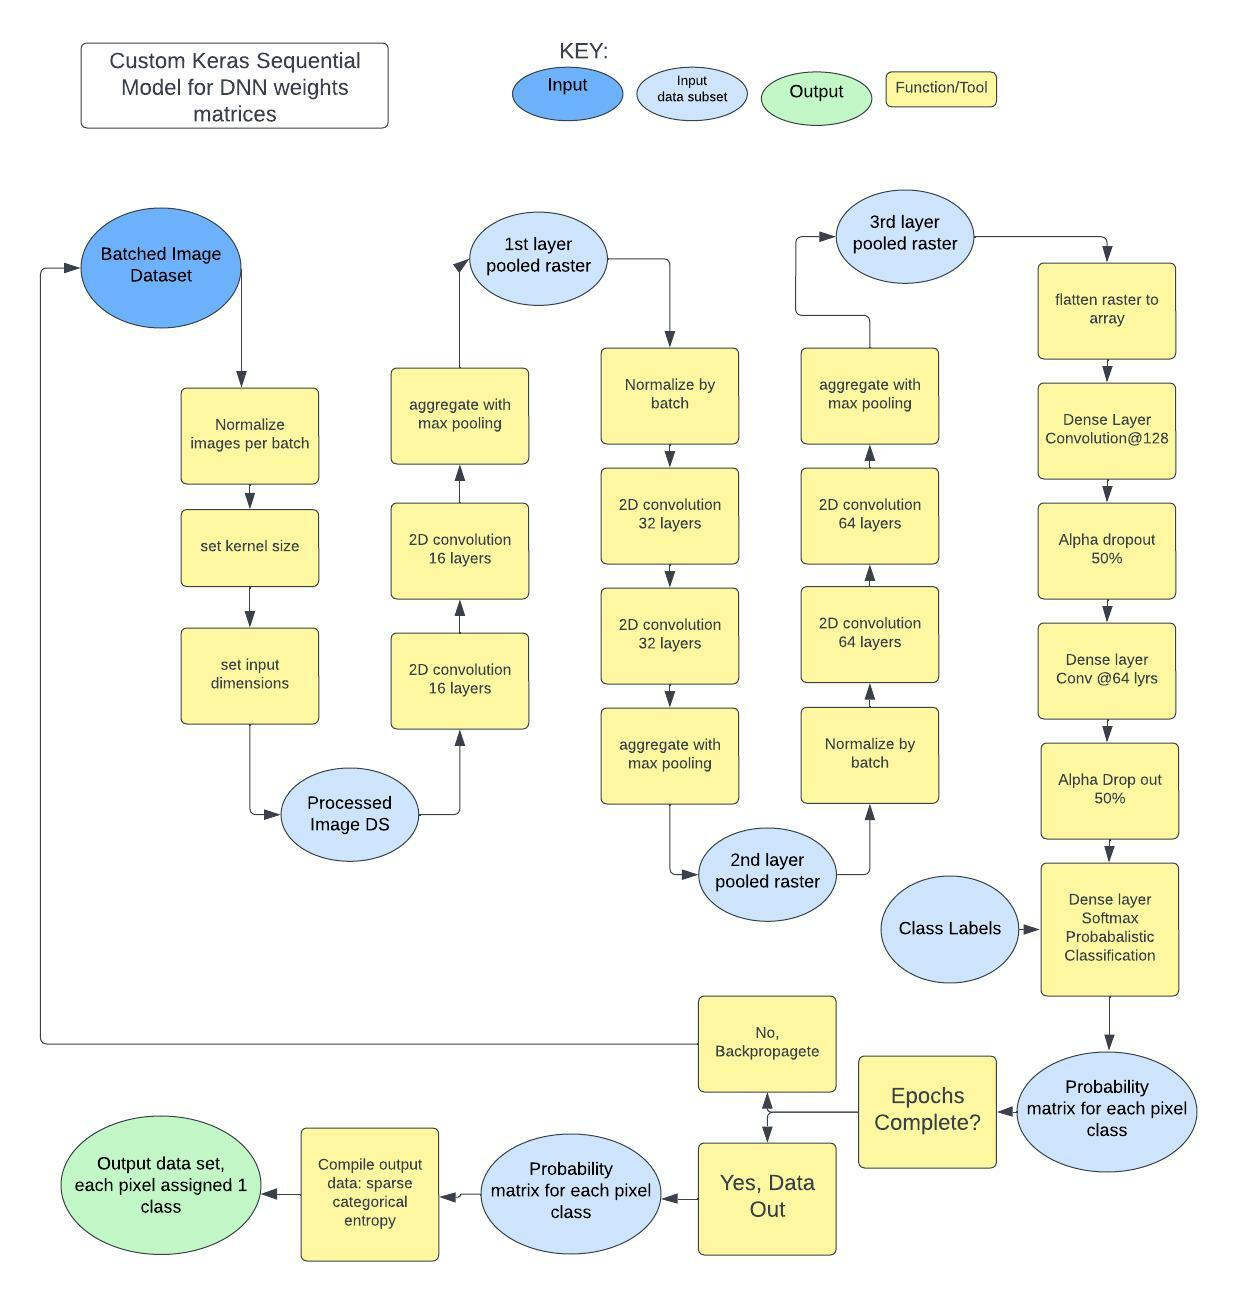 Custom Keras Sequential
Model for DNN weights
matrices
KEY:
Input
Input
data subset
Output
Function/Tool
Batched Image
Dataset
Normalize
images per batch
set kernel size
set input
dimensions
Processed
Image DS
2D convolution
16 layers
2D convolution
16 layers
aggregate with
max pooling
1st layer
pooled raster
Normalize by
batch
2D convolution
32 layers
2D convolution
32 layers
aggregate with
max pooling
2nd layer
pooled raster
Normalize by
batch
2D convolution
64 layers
2D convolution
64 layers
aggregate with
max pooling
3rd layer
pooled raster
flatten raster to
array
Dense Layer
Convolution@128
Alpha dropout
50%
Dense layer
Conv @64 lyrs
Alpha Drop out
50%
Class Labels
Dense layer
Softmax
Probabalistic
Classification
Probability
matrix for each pixel
class
Epochs
Complete?
No,
Backpropagete
Yes, Data
Out
Probability
matrix for each pixel
class
Compile output
data: sparse
categorical
entropy
Output data set,
each pixel assigned 1
class